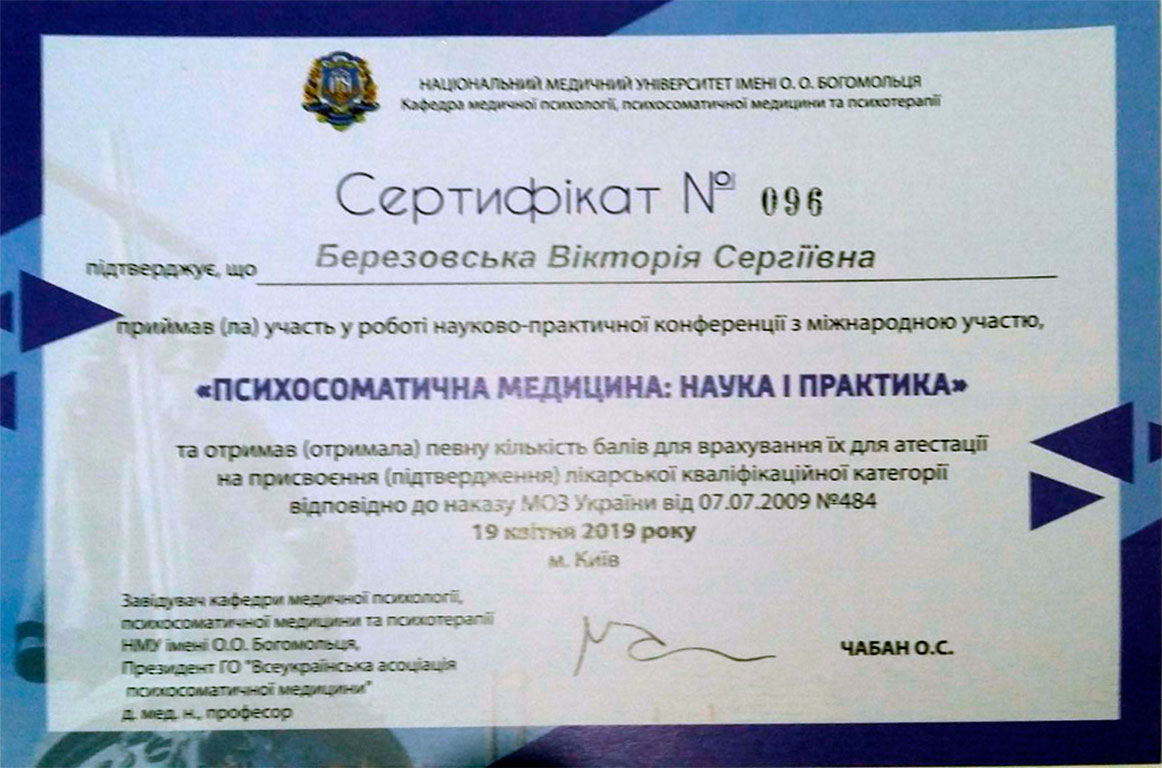 НАЦІОНАЛЬНИЙ МЕДИЧНИЙ УНІВЕРСИТЕТ ІМЕНІ О. О. БОГОМОЛЬЦЯ
Кафедра медичної психології, психосоматичної медицини та психотерапії
Сертифікат № 096
Березовська Вікторія Сергіївна
підтверджує, що
приймав (ла) участь у роботі науково-практичної конференції з міжнародною участю,
«ПСИХОСОМАТИЧНА МЕДИЦИНА: НАУКА І ПРАКТИКА»
та отримав (отримала) певну кількість балів для врахування їх для атестації
на присвоєння (підтвердження) лікарської кваліфікаційної категорії
відповідно до наказу МОЗ України від 07.07.2009 №484
19 квітня 2019 року
м. Київ
Завідувач кафедри медичної психології,
психосоматичної медицини та психотерапії
НМУ імені О.О. Богомольця,
Президент ГО "Всеукраїнська асоціація
психосоматичної медицини"
д. мед. н., професор
ЧАБАН О.С.